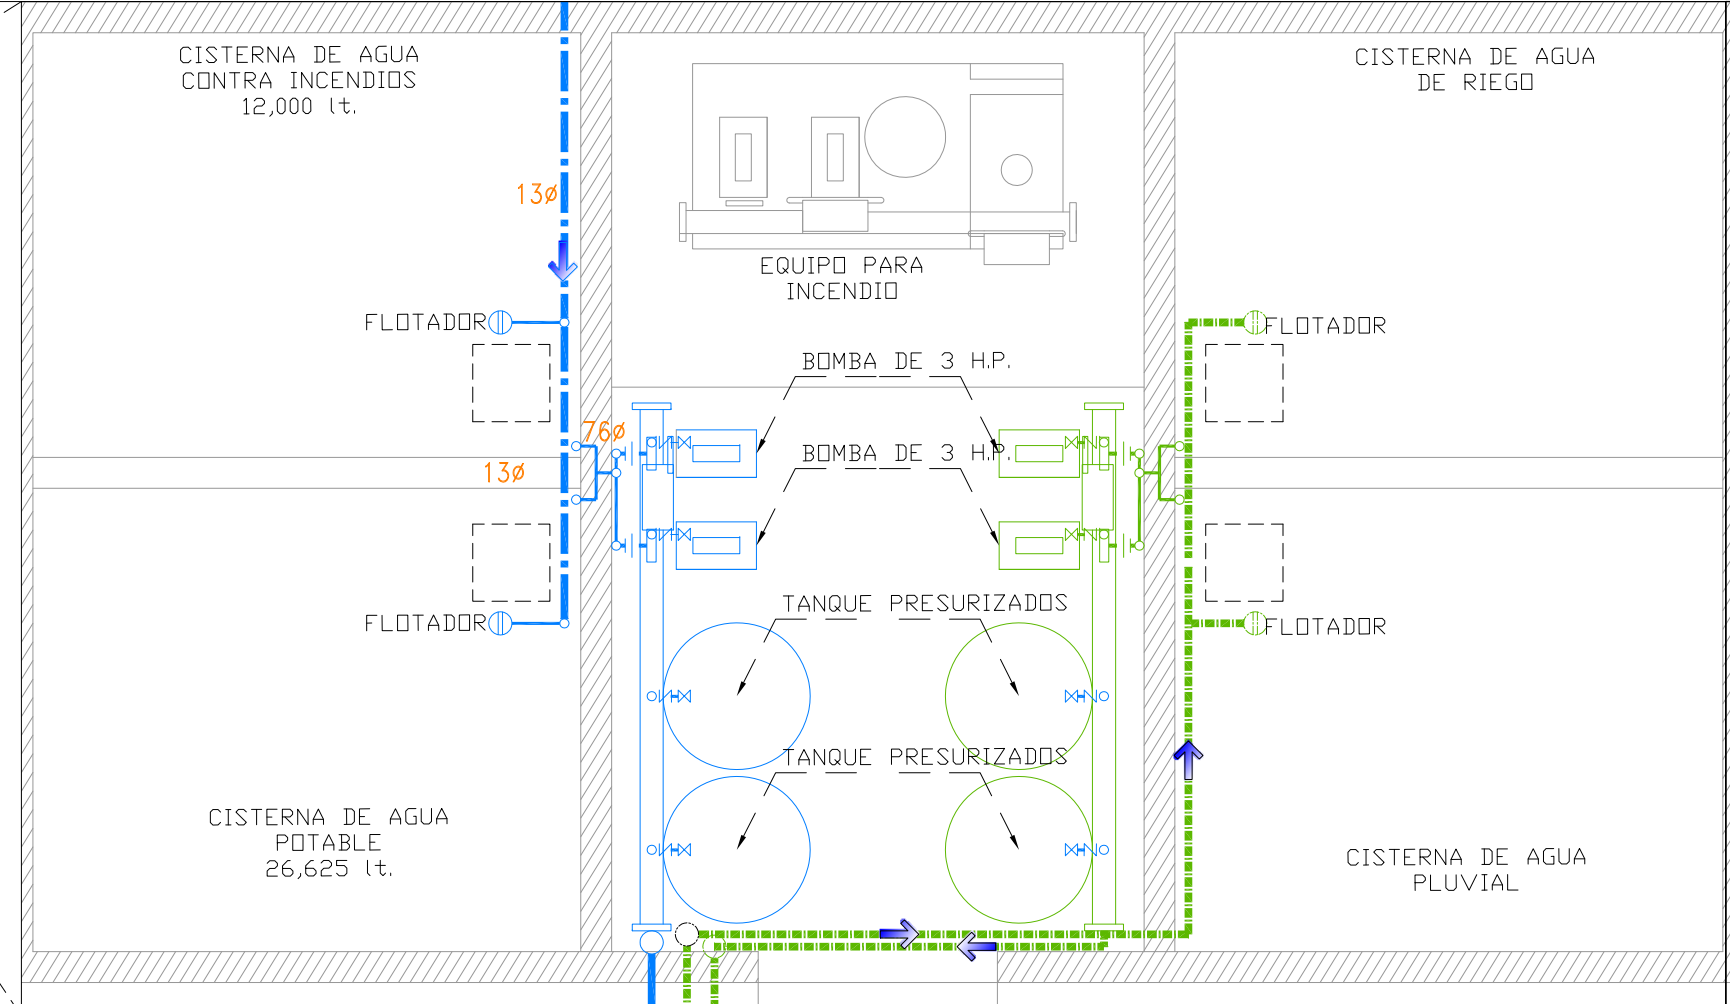 CISTERNA DE AGUA
CONTRA INCENDIOS
12,000 lt.
CISTERNA DE AGUA
DE RIEGO
13ø
EQUIPO PARA
INCENDIO
FLOTADOR
FLOTADOR
BOMBA DE 3 H.P.
76ø
BOMBA DE 3 H.P.
13ø
TANQUE PRESURIZADOS
FLOTADOR
FLOTADOR
TANQUE PRESURIZADOS
CISTERNA DE AGUA
POTABLE
26,625 lt.
CISTERNA DE AGUA
PLUVIAL